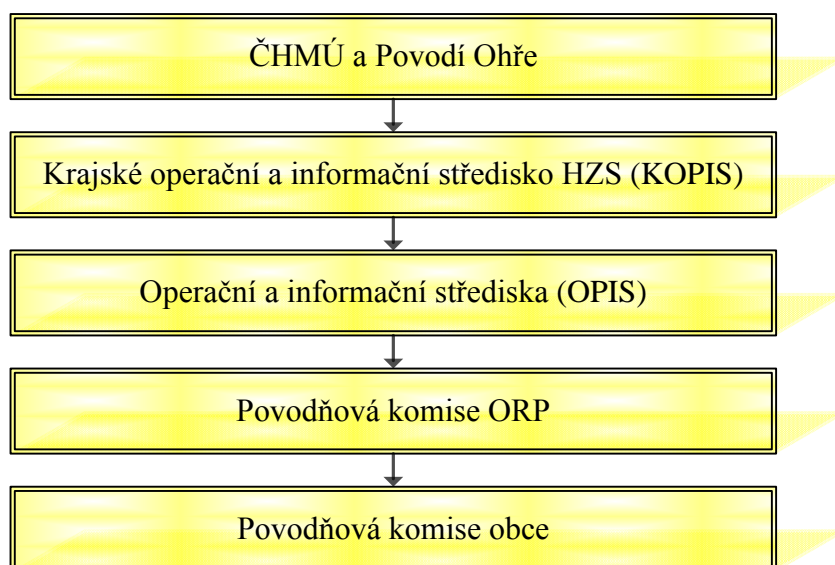 ČHMÚ a Povodí Ohře
Krajské operační a informační středisko HZS (KOPIS)
Operační a informační střediska (OPIS)
Povodňová komise ORP
Povodňová komise obce